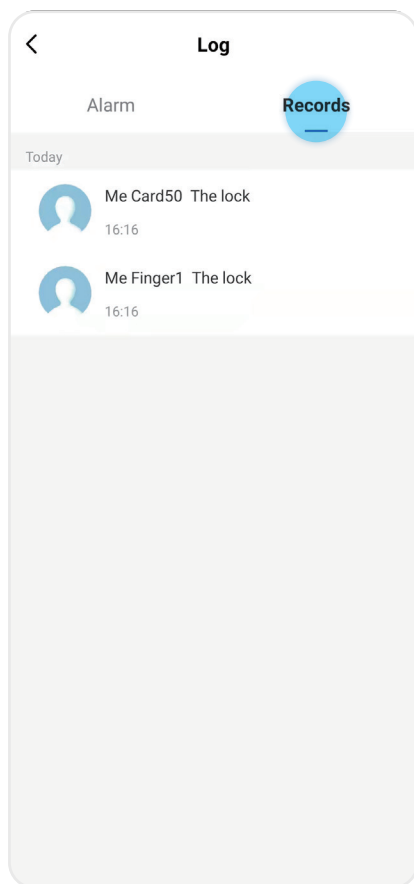 Log
Alarm Records
Today
Me Card50 The lock
16:16
Me Finger1 The lock
16:16